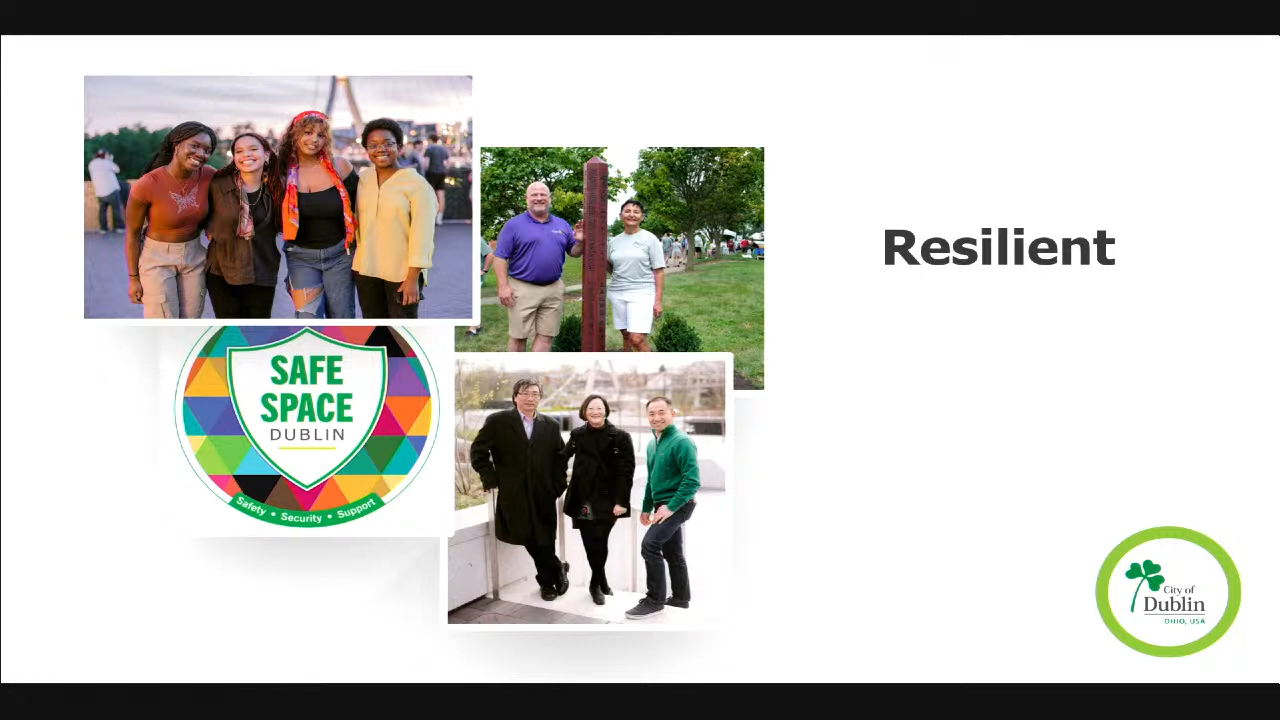 Resilient
SAFE
SPACE
DUBLIN
Safety • Security • Support
City of
Dublin
OHIO, USA